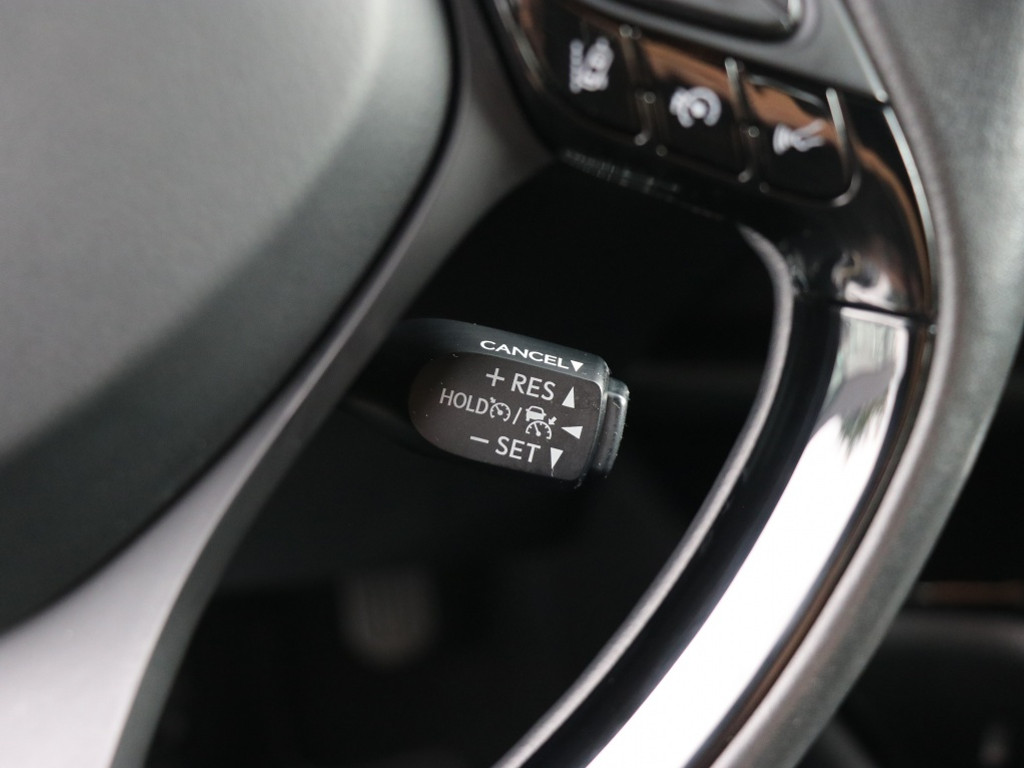 CANCEL▼
+ RES ▲
HOLD / ◀
− SET ▼